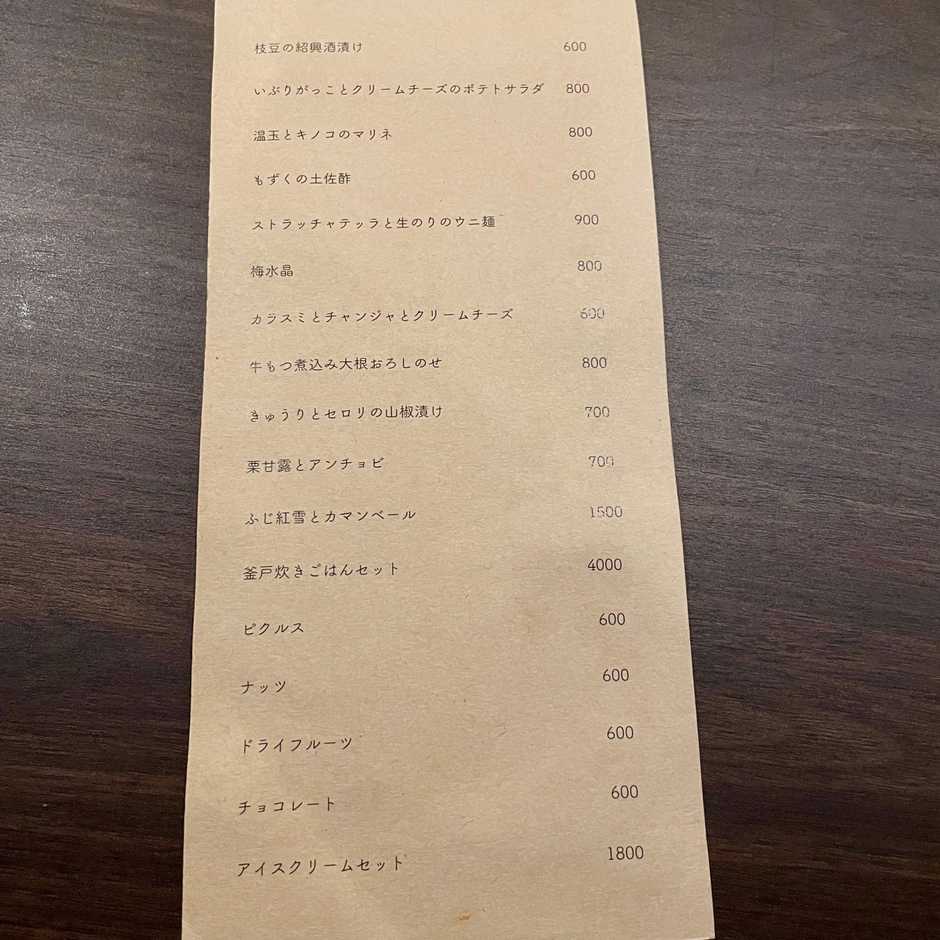 枝豆の紹興酒漬け 600
いぶりがっことクリームチーズのポテトサラダ 800
温玉とキノコのマリネ 800
もずくの土佐酢 600
ストラッチャテッラと生のりのウニ麺 900
梅水晶 800
カラスミとチャンジャとクリームチーズ 600
牛もつ煮込み大根おろしのせ 800
きゅうりとセロリの山椒漬け 700
栗甘露とアンチョビ 700
ふじ紅雪とカマンベール 1500
釜戸炊きごはんセット 4000
ピクルス 600
ナッツ 600
ドライフルーツ 600
チョコレート 600
アイスクリームセット 1800